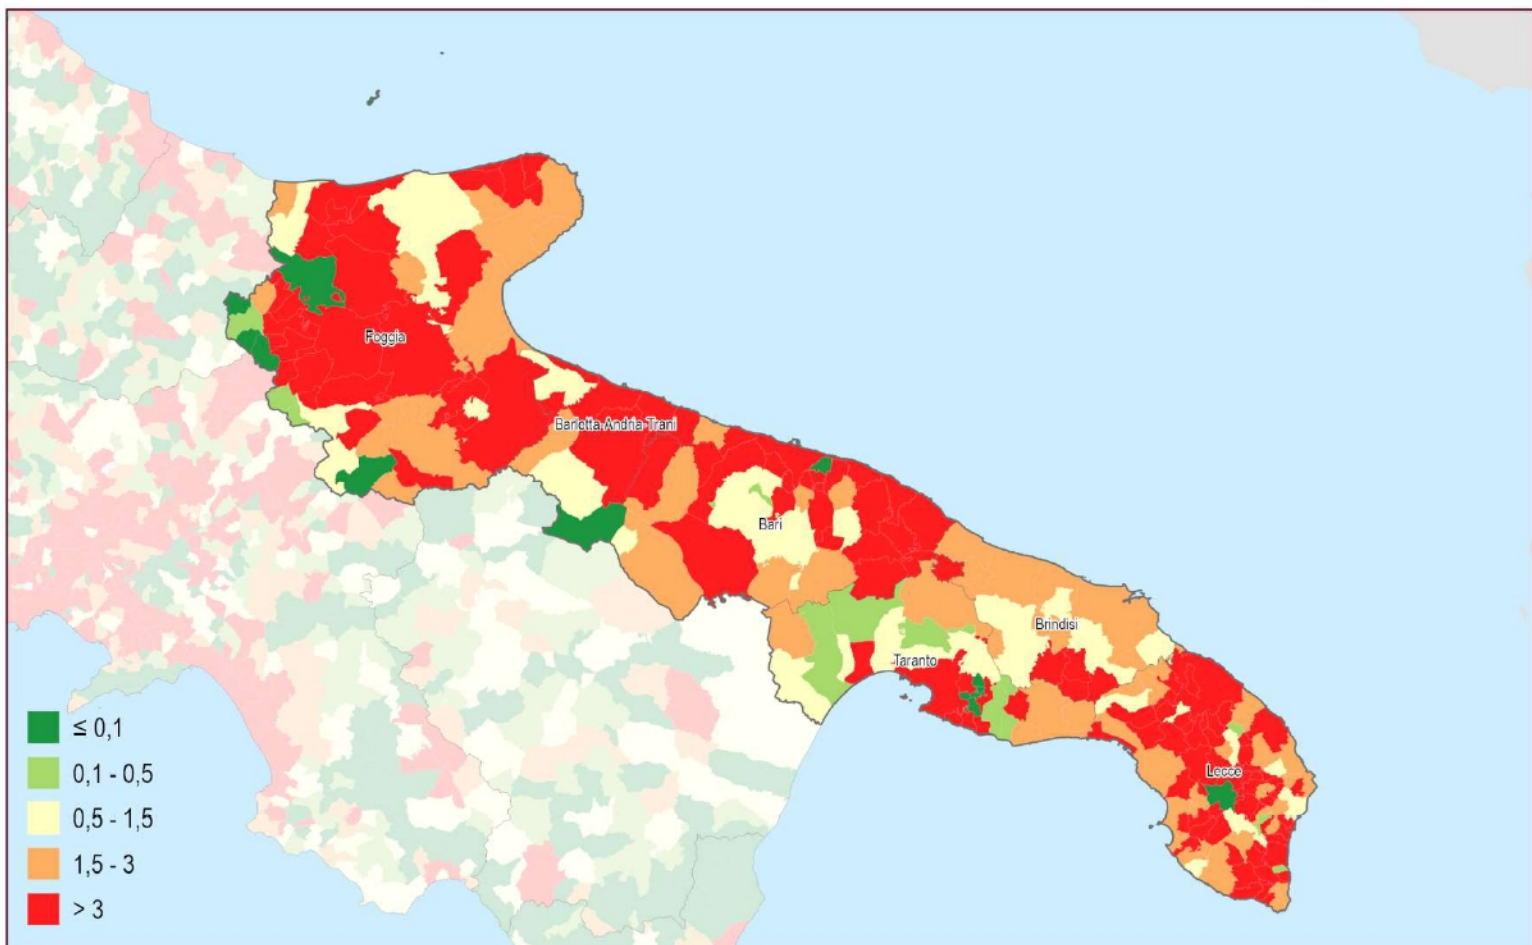 Foggia
Barletta-Andria-Trani
Bari
Brindisi
Taranto
Lecce
≤ 0,1
0,1 - 0,5
0,5 - 1,5
1,5 - 3
> 3